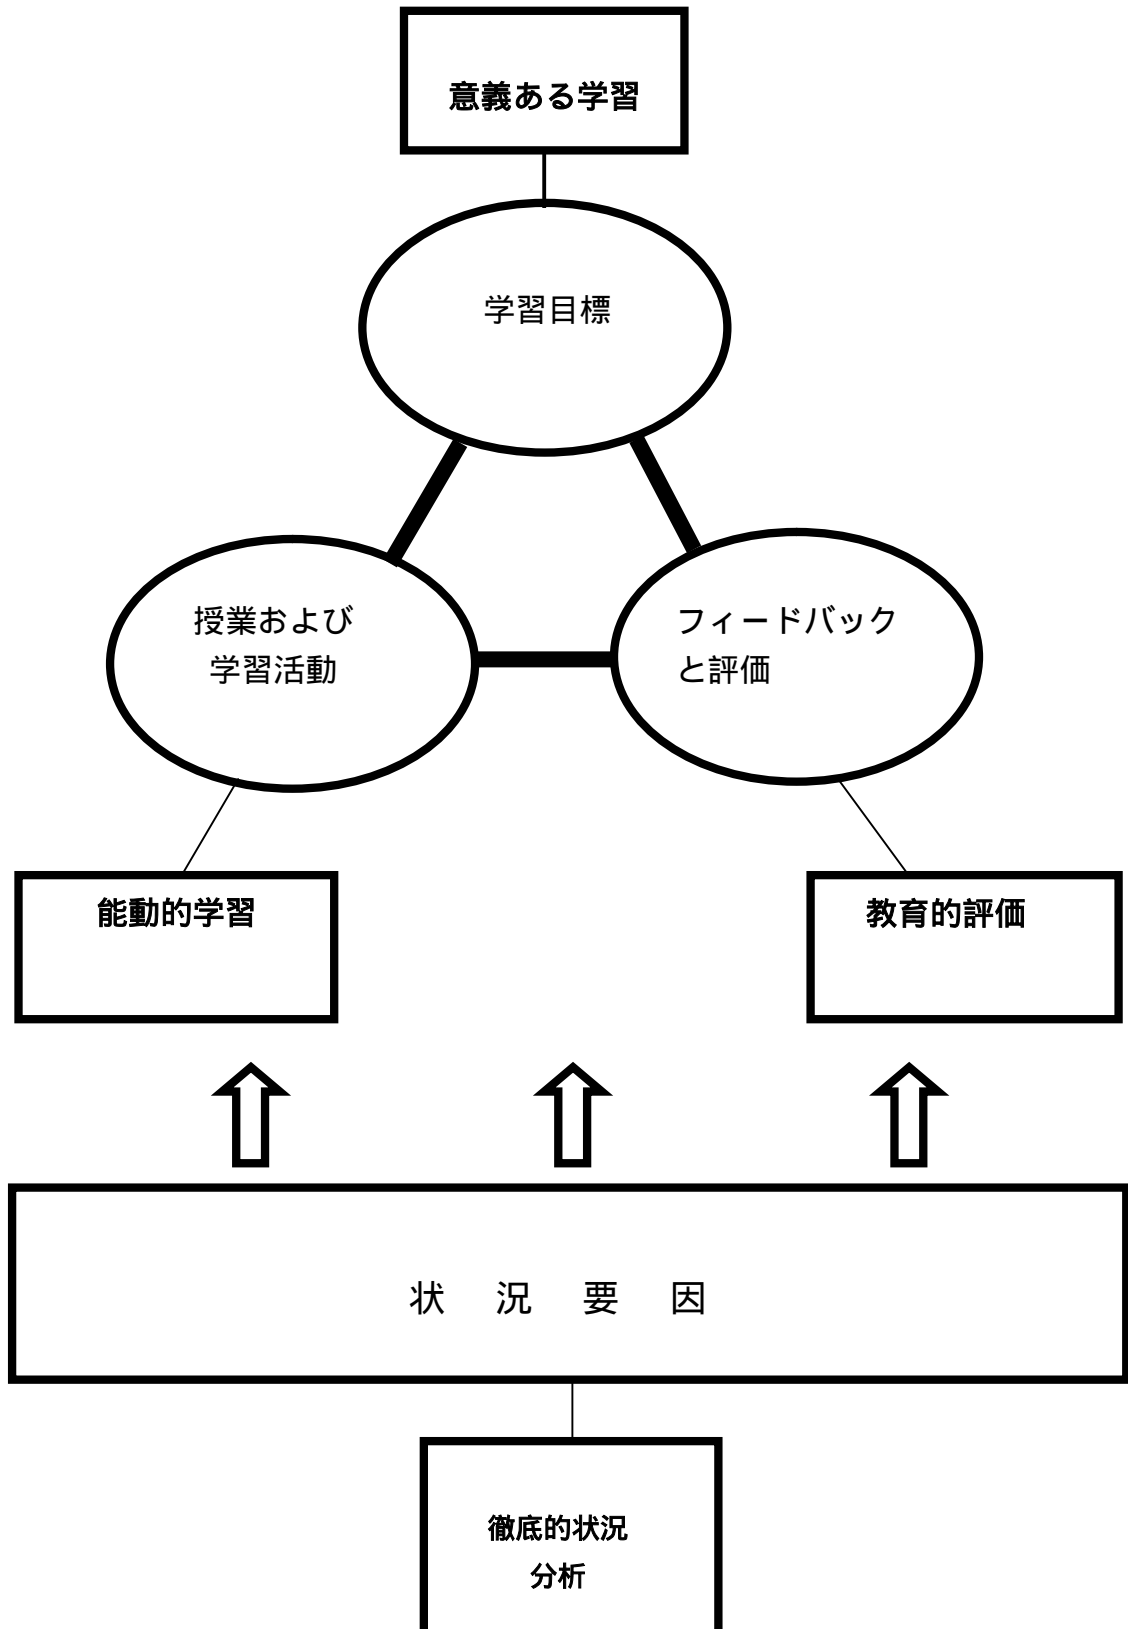 意義ある学習
学習目標
授業および
学習活動
フィードバック
と評価
能動的学習
教育的評価
状 況 要 因
徹底的状況
分析